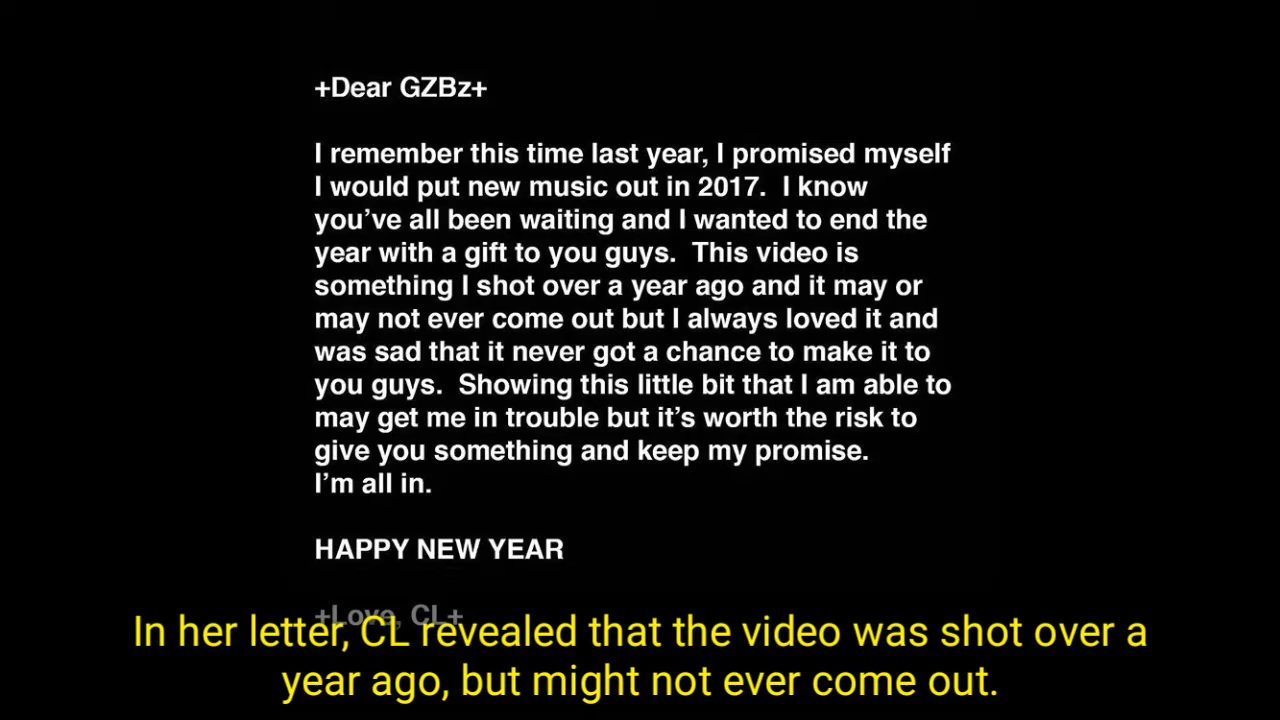 +Dear GZBz+
I remember this time last year, I promised myself
I would put new music out in 2017.  I know
you’ve all been waiting and I wanted to end the
year with a gift to you guys.  This video is
something I shot over a year ago and it may or
may not ever come out but I always loved it and
was sad that it never got a chance to make it to
you guys.  Showing this little bit that I am able to
may get me in trouble but it’s worth the risk to
give you something and keep my promise.
I’m all in.
HAPPY NEW YEAR
+Love, CL+
In her letter, CL revealed that the video was shot over a
year ago, but might not ever come out.